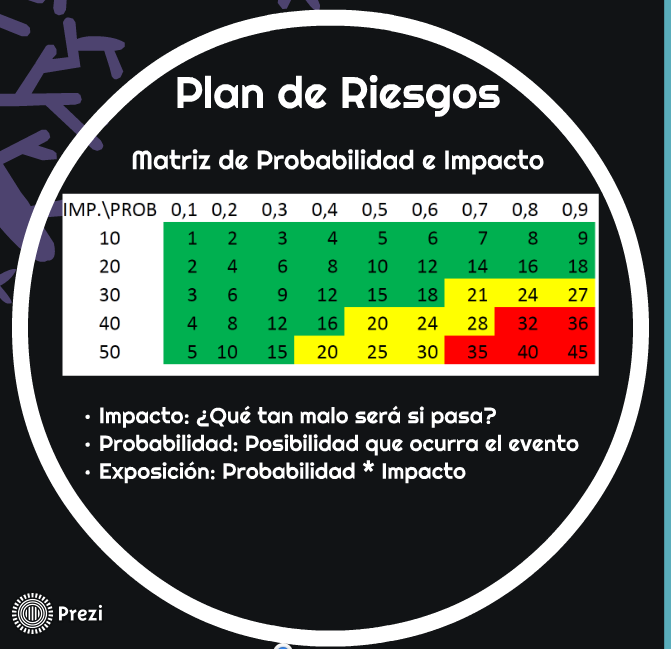 Plan de Riesgos
Matriz de Probabilidad e Impacto
IMP.\PROB 0,1 0,2 0,3 0,4 0,5 0,6 0,7 0,8 0,9
10 1 2 3 4 5 6 7 8 9
20 2 4 6 8 10 12 14 16 18
30 3 6 9 12 15 18 21 24 27
40 4 8 12 16 20 24 28 32 36
50 5 10 15 20 25 30 35 40 45
· Impacto: ¿Qué tan malo será si pasa?
· Probabilidad: Posibilidad que ocurra el evento
· Exposición: Probabilidad * Impacto
Prezi